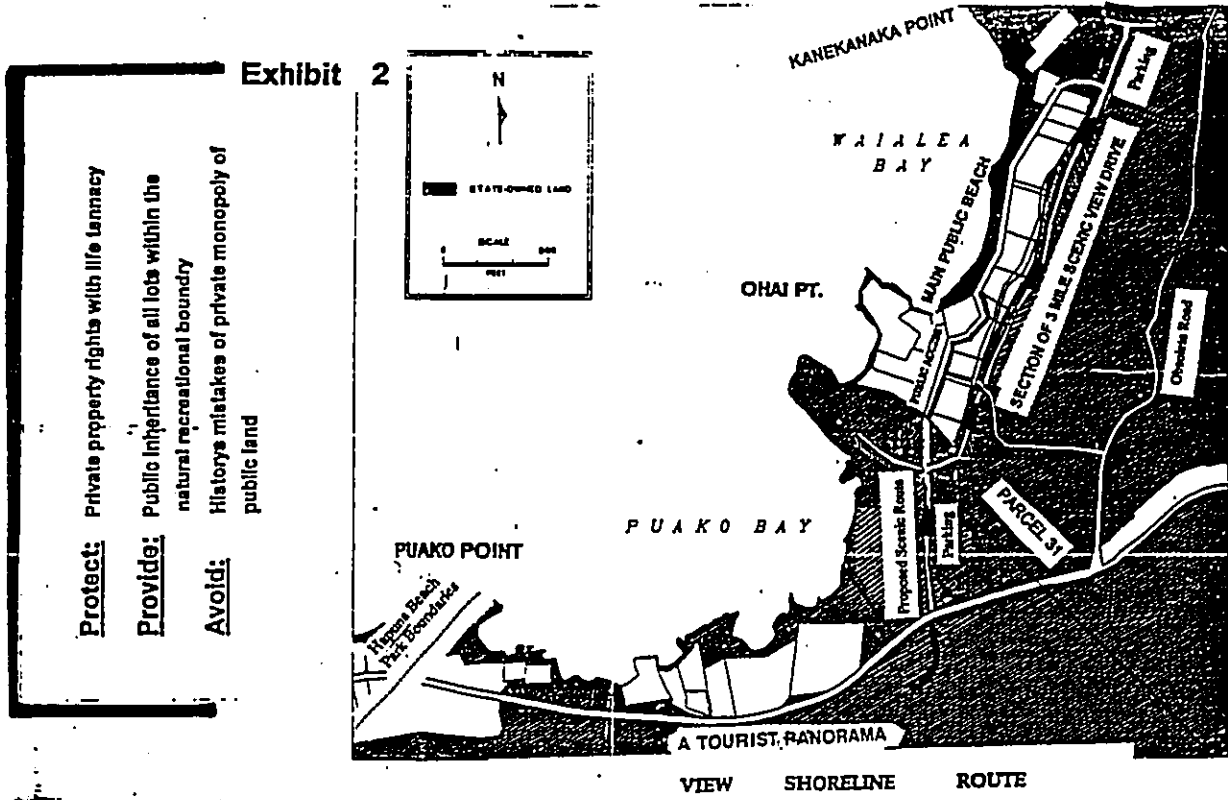 Exhibit 2
Protect: Private property rights with life tannacy
Provide: Public Inheritance of all lots within the
natural recreational boundry
Avoid: Historys mistakes of private monopoly of
public land
N
STATE-OWNED LAND
SCALE
0
FEET
KANEKANAKA POINT
WAIALEA
BAY
Parking
MAIN PUBLIC BEACH
OHAI PT.
PUBLIC ACCESS
SECTION OF 3 MILE SCENIC VIEW DRIVE
PUAKO BAY
PUAKO POINT
Proposed Scenic Route
Parking
PARCEL 31
Hapuna Beach
Park Boundaries
A TOURIST PANORAMA
VIEW SHORELINE ROUTE